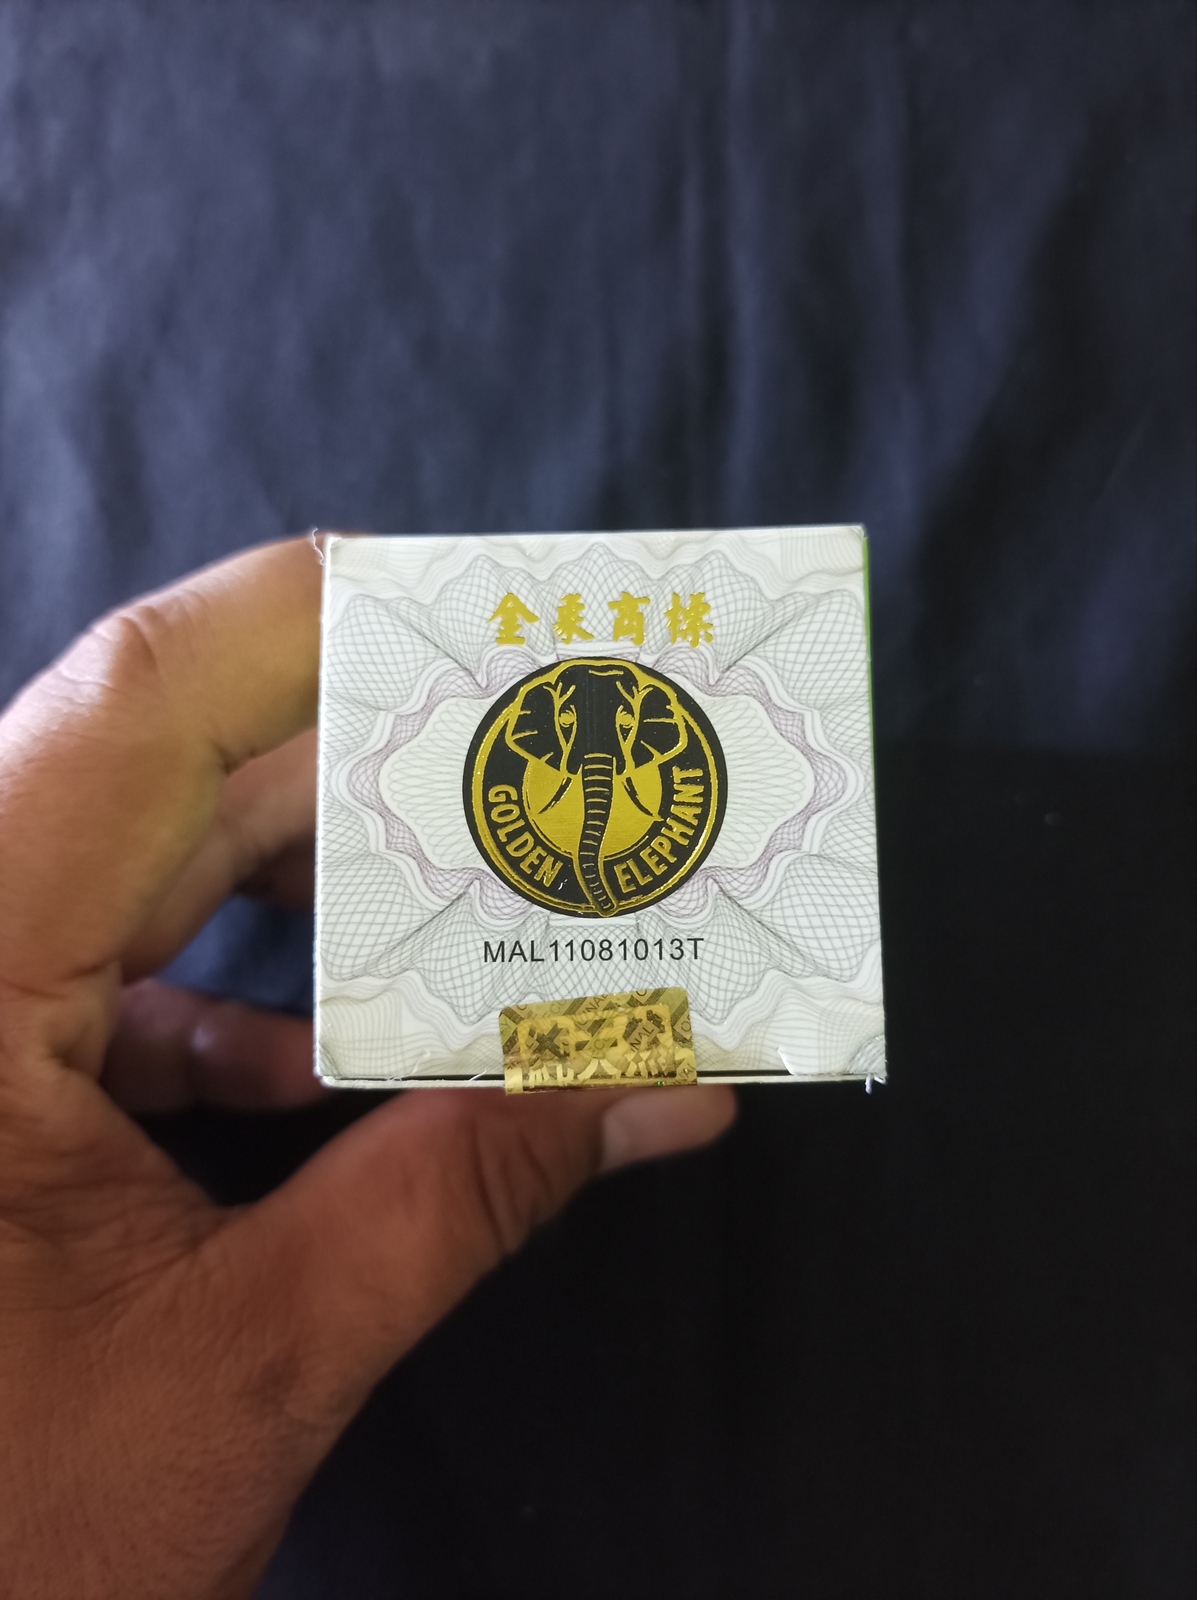 金象商標
GOLDEN ELEPHANT
MAL11081013T